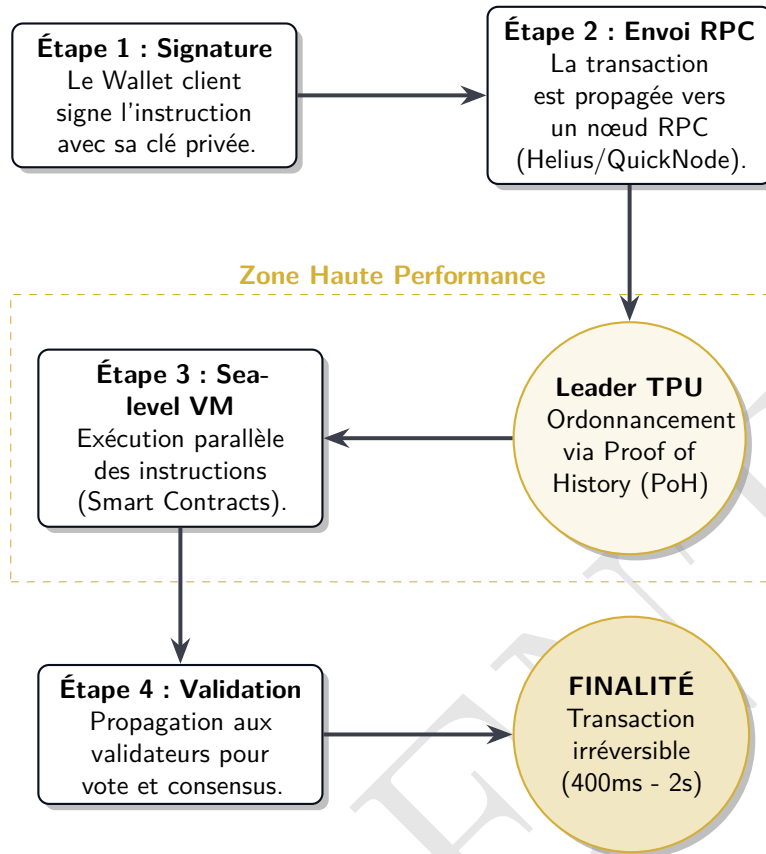 Étape 1 : Signature
Le Wallet client
signe l'instruction
avec sa clé privée.
Étape 2 : Envoi RPC
La transaction
est propagée vers
un nœud RPC
(Helius/QuickNode).
Zone Haute Performance
Leader TPU
Ordonnancement
via Proof of
History (PoH)
Étape 3 : Sea-
level VM
Exécution parallèle
des instructions
(Smart Contracts).
Étape 4 : Validation
Propagation aux
validateurs pour
vote et consensus.
FINALITÉ
Transaction
irréversible
(400ms - 2s)